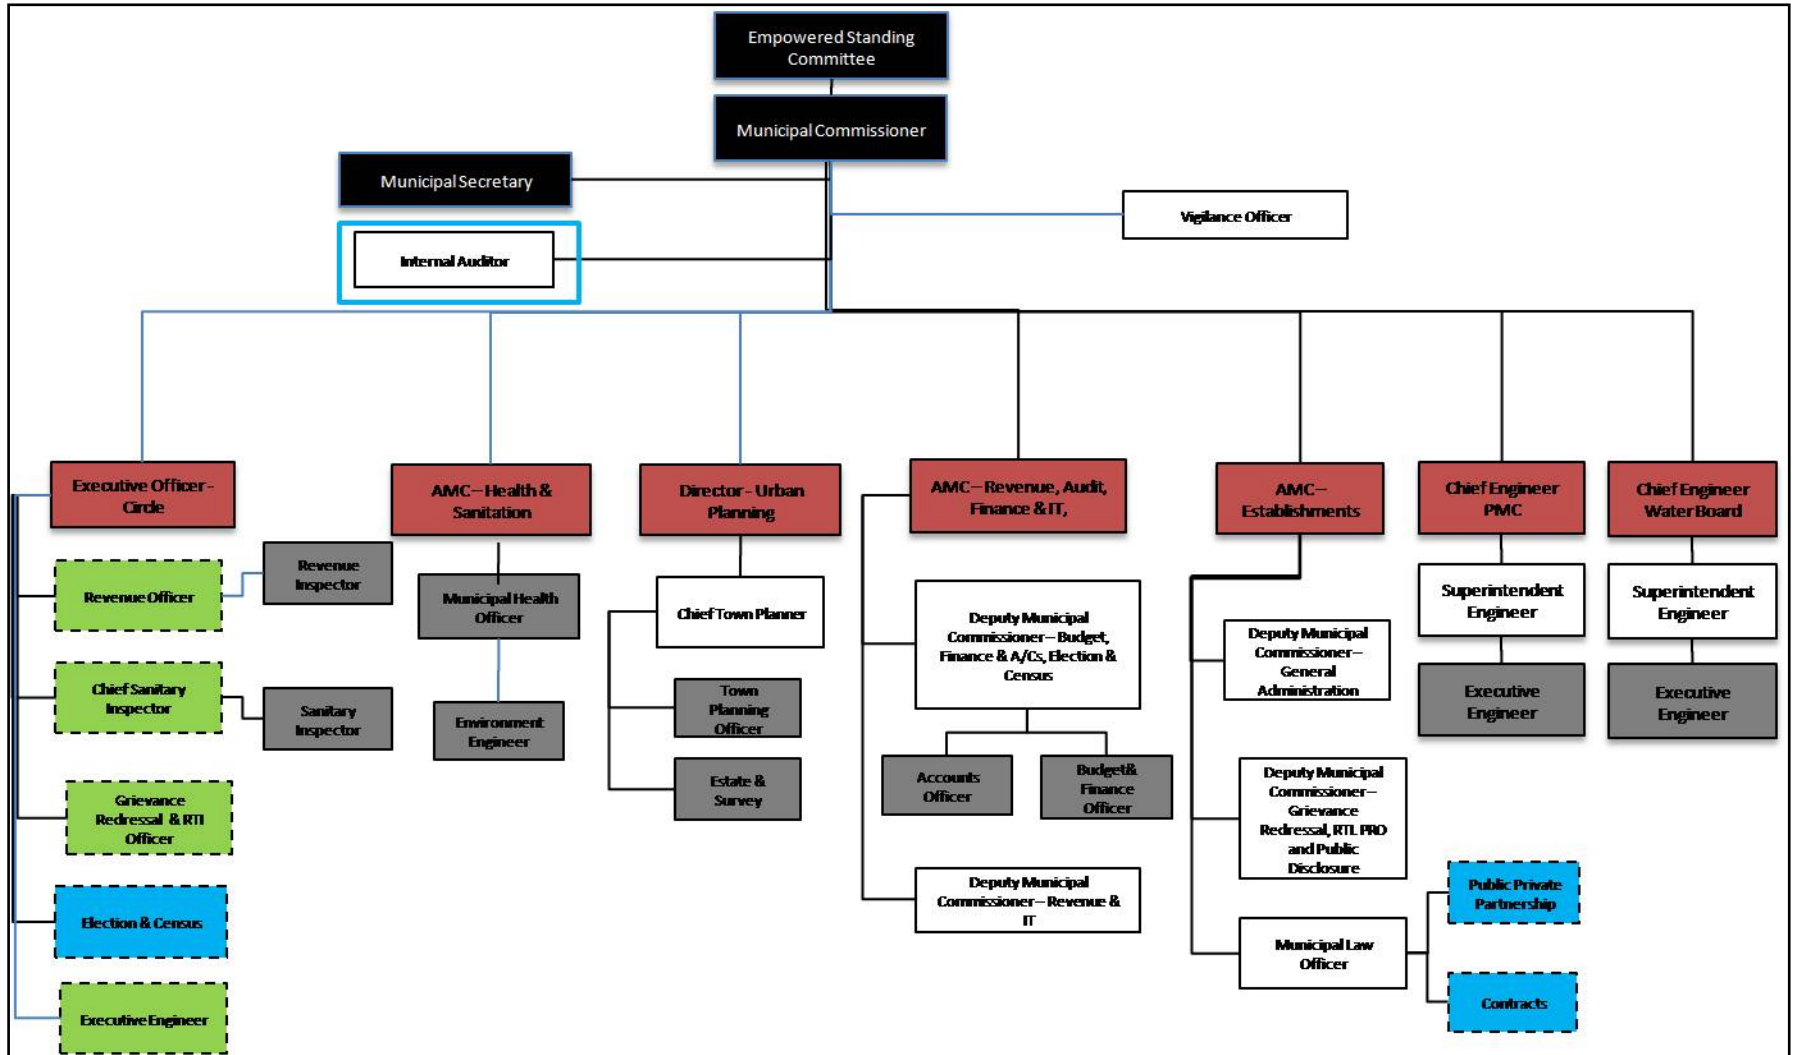 Empowered Standing
Committee
Municipal Commissioner
Municipal Secretary
Vigilance Officer
Internal Auditor
Executive Officer-
Circle
AMC–Health &
Sanitation
Director-Urban
Planning
AMC–Revenue, Audit,
Finance & IT,
AMC–
Establishments
Chief Engineer
PMC
Chief Engineer
Water Board
Revenue Officer
Revenue
Inspector
Chief Sanitary
Inspector
Sanitary
Inspector
Grievance
Redressal & RTI
Officer
Election & Census
Executive Engineer
Municipal Health
Officer
Environment
Engineer
Chief Town Planner
Town
Planning
Officer
Estate &
Survey
Deputy Municipal
Commissioner–Budget,
Finance & A/Cs, Election &
Census
Accounts
Officer
Budget&
Finance
Officer
Deputy Municipal
Commissioner–Revenue &
IT
Deputy Municipal
Commissioner–
General
Administration
Deputy Municipal
Commissioner–
Grievance
Redressal, RTI, PRO
and Public
Disclosure
Municipal Law
Officer
Public Private
Partnership
Contracts
Superintendent
Engineer
Executive
Engineer
Superintendent
Engineer
Executive
Engineer